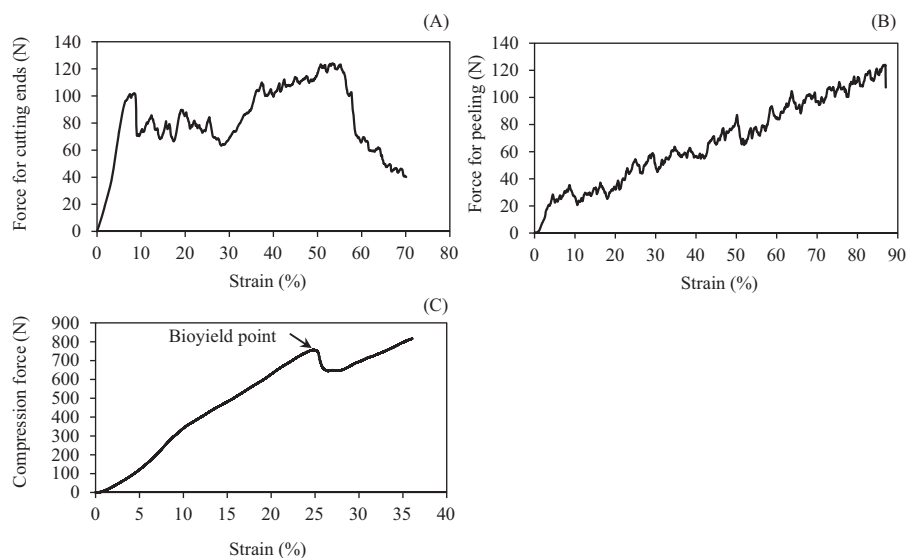 (A)
Force for cutting ends (N)
140
120
100
80
60
40
20
0
0 10 20 30 40 50 60 70 80
Strain (%)
(B)
Force for peeling (N)
140
120
100
80
60
40
20
0
0 10 20 30 40 50 60 70 80 90
Strain (%)
(C)
Compression force (N)
900
800
700
600
500
400
300
200
100
0
Bioyield point
0 5 10 15 20 25 30 35 40
Strain (%)